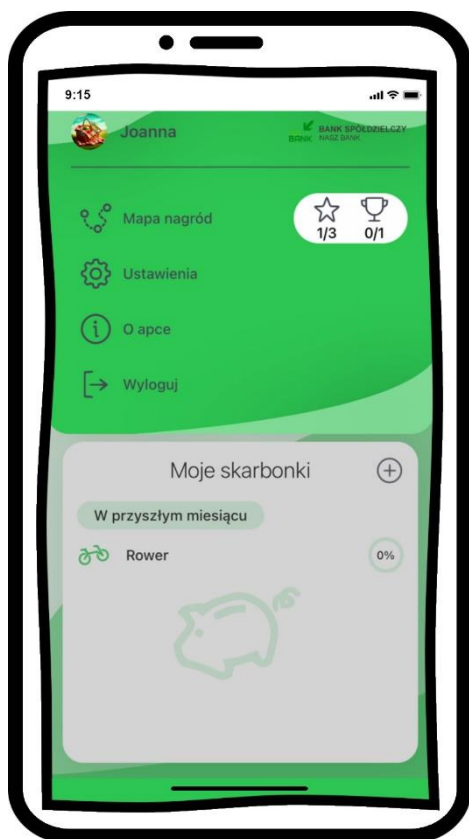 9:15
Joanna
BANK
BANK SPÓŁDZIELCZY
NASZ BANK
Mapa nagród
1/3
0/1
Ustawienia
O apce
Wyloguj
Moje skarbonki
W przyszłym miesiącu
Rower
0%